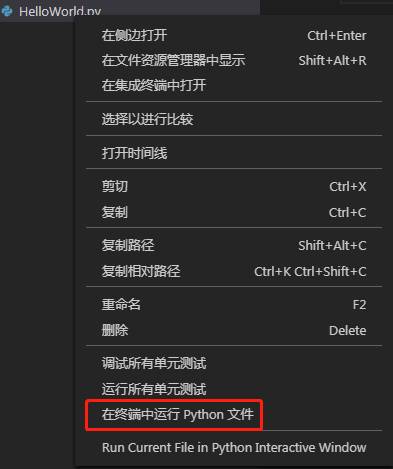 HelloWorld.py
在侧边打开 Ctrl+Enter
在文件资源管理器中显示 Shift+Alt+R
在集成终端中打开
选择以进行比较
打开时间线
剪切 Ctrl+X
复制 Ctrl+C
复制路径 Shift+Alt+C
复制相对路径 Ctrl+K Ctrl+Shift+C
重命名 F2
删除 Delete
调试所有单元测试
运行所有单元测试
在终端中运行 Python 文件
Run Current File in Python Interactive Window